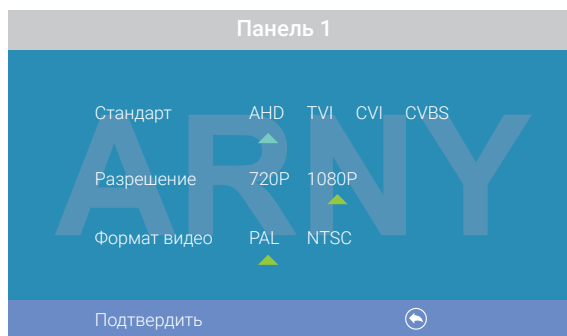 Панель 1
Стандарт AHD TVI CVI CVBS
Разрешение 720P 1080P
ARNY
Формат видео PAL NTSC
Подтвердить